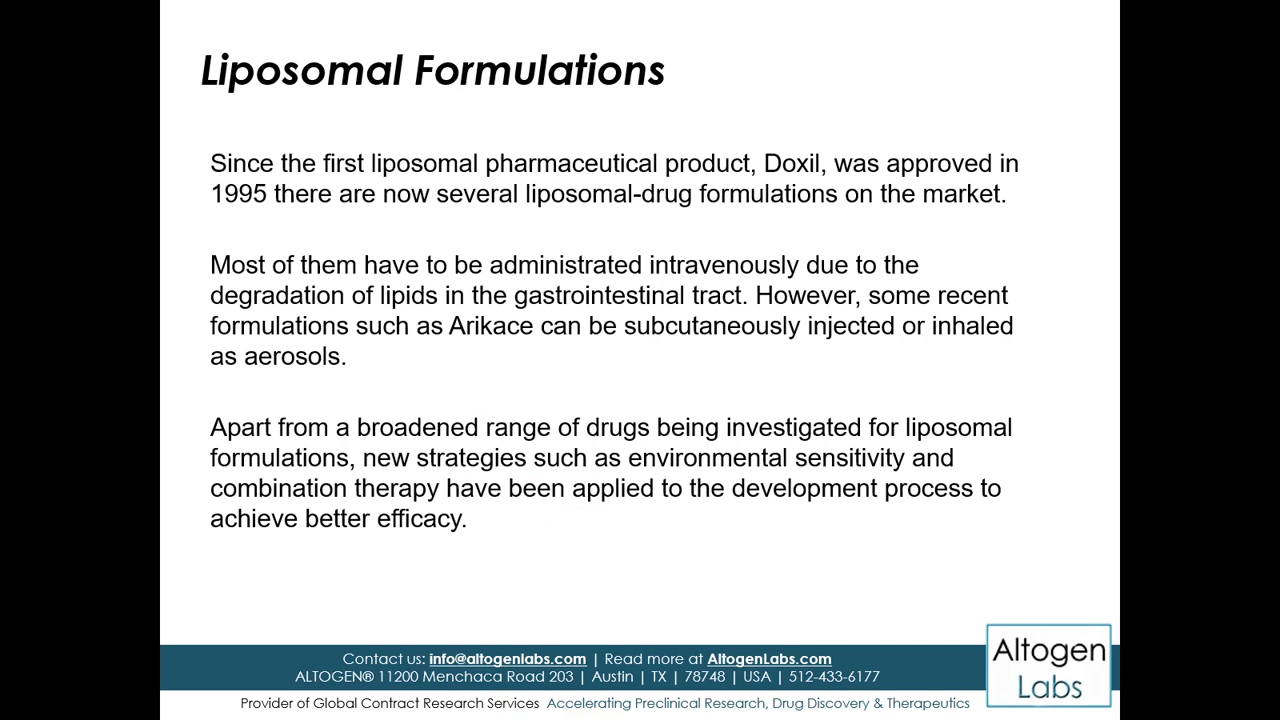 Liposomal Formulations
Since the first liposomal pharmaceutical product, Doxil, was approved in
1995 there are now several liposomal-drug formulations on the market.
Most of them have to be administrated intravenously due to the
degradation of lipids in the gastrointestinal tract. However, some recent
formulations such as Arikace can be subcutaneously injected or inhaled
as aerosols.
Apart from a broadened range of drugs being investigated for liposomal
formulations, new strategies such as environmental sensitivity and
combination therapy have been applied to the development process to
achieve better efficacy.
Contact us: info@altogenlabs.com | Read more at AltogenLabs.com
ALTOGEN® 11200 Menchaca Road 203 | Austin | TX | 78748 | USA | 512-433-6177
Provider of Global Contract Research Services Accelerating Preclinical Research, Drug Discovery & Therapeutics
Altogen
Labs